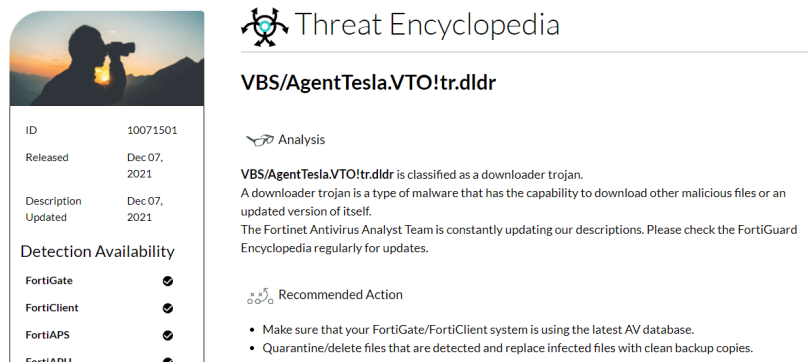 Threat Encyclopedia
VBS/AgentTesla.VTO!tr.dldr
ID 10071501
Released Dec 07,
2021
Description Dec 07,
Updated 2021
Detection Availability
FortiGate
FortiClient
FortiAPS
FortiAPU
Analysis
VBS/AgentTesla.VTO!tr.dldr is classified as a downloader trojan.
A downloader trojan is a type of malware that has the capability to download other malicious files or an
updated version of itself.
The Fortinet Antivirus Analyst Team is constantly updating our descriptions. Please check the FortiGuard
Encyclopedia regularly for updates.
Recommended Action
Make sure that your FortiGate/FortiClient system is using the latest AV database.
Quarantine/delete files that are detected and replace infected files with clean backup copies.